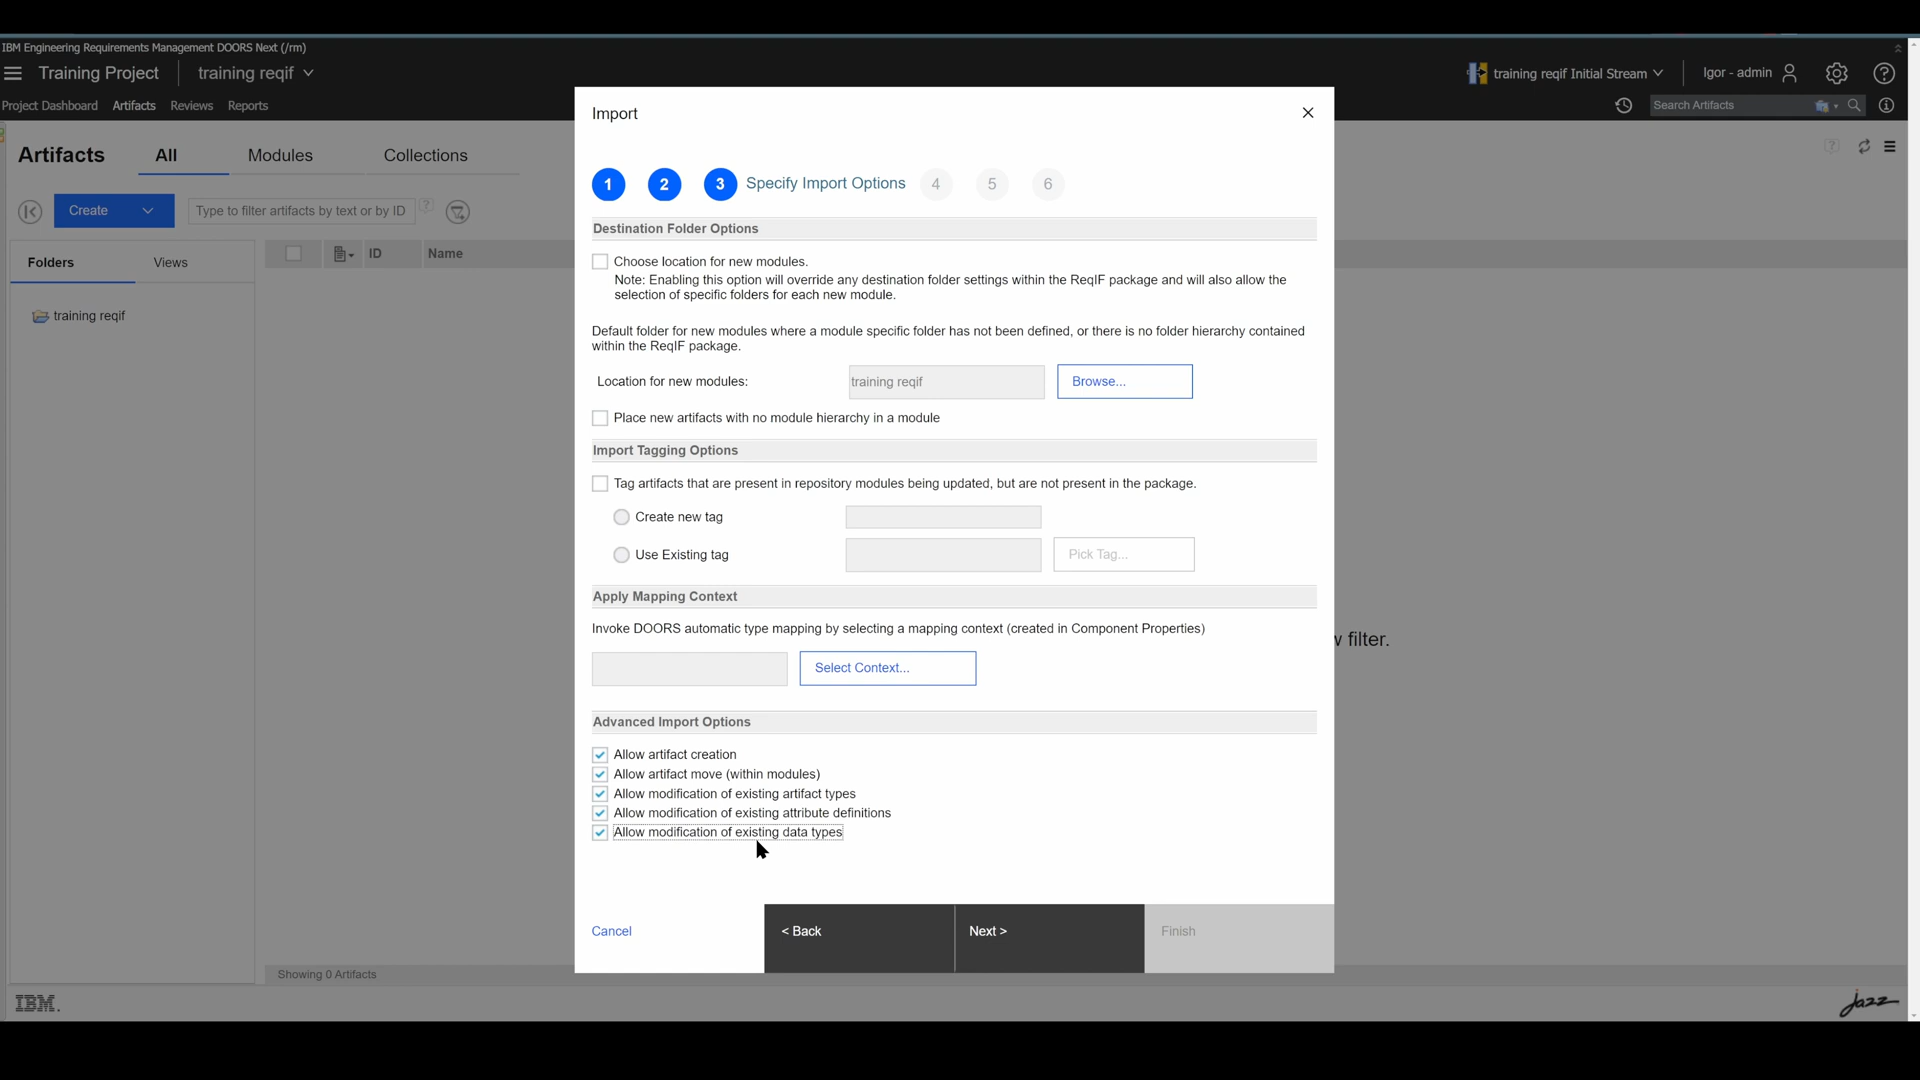 IBM Engineering Requirements Management DOORS Next (/rm)
Training Project
training reqif
training reqif Initial Stream
Igor - admin
Project Dashboard
Artifacts
Reviews
Reports
Search Artifacts
Artifacts
All
Modules
Collections
Create
Type to filter artifacts by text or by ID
Folders
Views
ID
Name
training reqif
Import
1
2
3
Specify Import Options
4
5
6
Destination Folder Options
Choose location for new modules.
Note: Enabling this option will override any destination folder settings within the ReqIF package and will also allow the
selection of specific folders for each new module.
Default folder for new modules where a module specific folder has not been defined, or there is no folder hierarchy contained
within the ReqIF package.
Location for new modules:
training reqif
Browse...
Place new artifacts with no module hierarchy in a module
Import Tagging Options
Tag artifacts that are present in repository modules being updated, but are not present in the package.
Create new tag
Use Existing tag
Pick Tag...
Apply Mapping Context
Invoke DOORS automatic type mapping by selecting a mapping context (created in Component Properties)
filter.
Select Context...
Advanced Import Options
Allow artifact creation
Allow artifact move (within modules)
Allow modification of existing artifact types
Allow modification of existing attribute definitions
Allow modification of existing data types
Cancel
< Back
Next >
Finish
Showing 0 Artifacts
IBM.
jazz